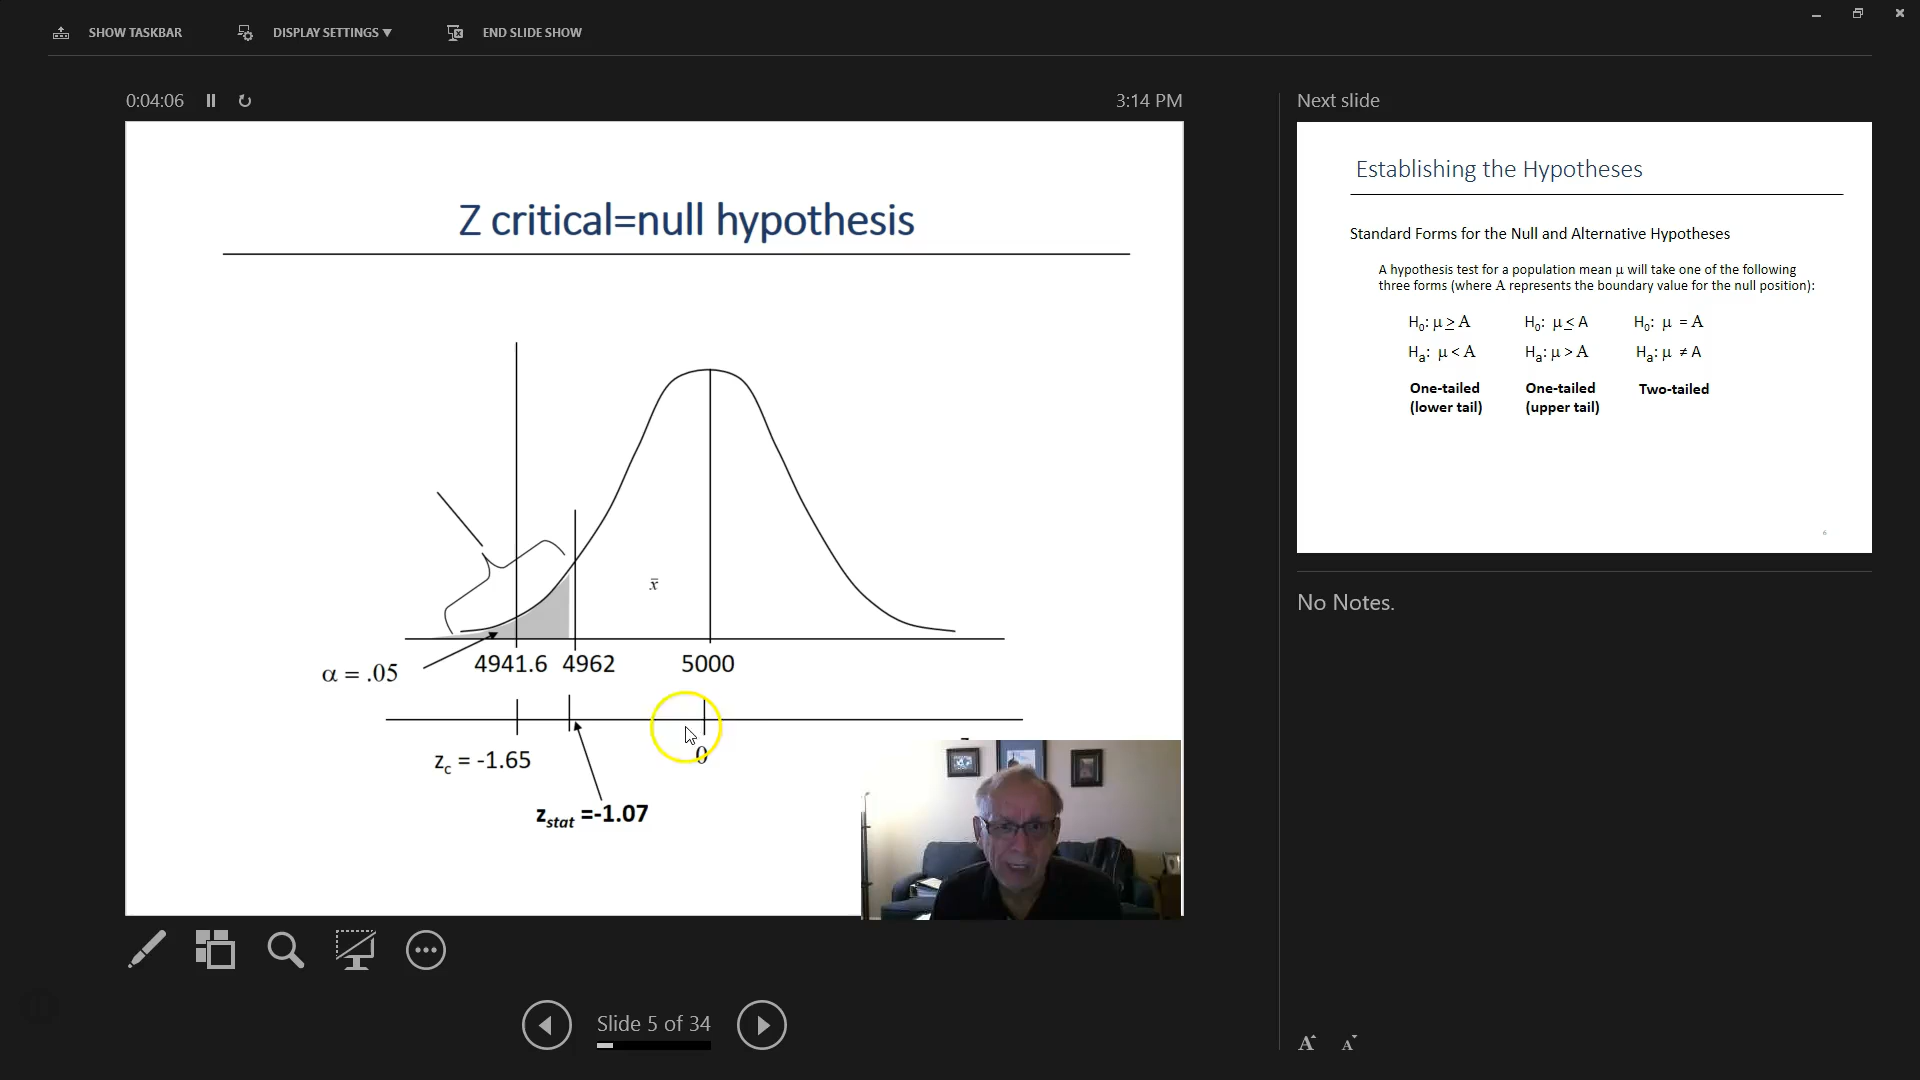 SHOW TASKBAR
DISPLAY SETTINGS ▼
END SLIDE SHOW
0:04:06
3:14 PM
Z critical=null hypothesis
x̄
α = .05
4941.6
4962
5000
z_c = -1.65
0
z_stat =-1.07
Slide 5 of 34
Next slide
Establishing the Hypotheses
Standard Forms for the Null and Alternative Hypotheses
A hypothesis test for a population mean μ will take one of the following
three forms (where A represents the boundary value for the null position):
H₀: μ ≥ A H₀: μ ≤ A H₀: μ = A
Hₐ: μ < A Hₐ: μ > A Hₐ: μ ≠ A
One-tailed One-tailed Two-tailed
(lower tail) (upper tail)
6
No Notes.
A A